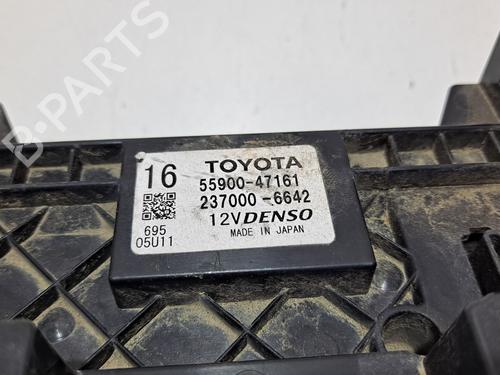 B-PARTS
16 TOYOTA
55900-47161
237000-6642
12V DENSO
MADE IN JAPAN
695
05U11